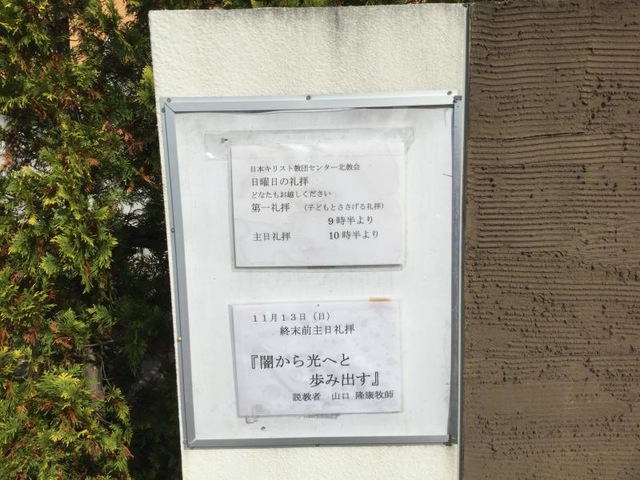 日本キリスト教団センター北教会
日曜日の礼拝
どなたもお越しください
第一礼拝 (子どもとささげる礼拝)
9時半より
主日礼拝 10時半より
11月13日(日)
終末前主日礼拝
『闇から光へと
歩み出す』
説教者 山口 隆康牧師